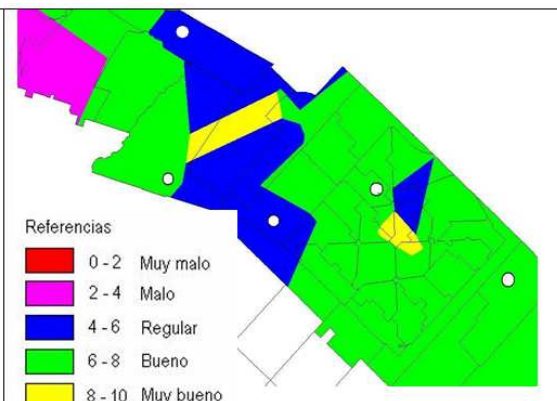 Referencias
0 - 2 Muy malo
2 - 4 Malo
4 - 6 Regular
6 - 8 Bueno
8 - 10 Muy bueno